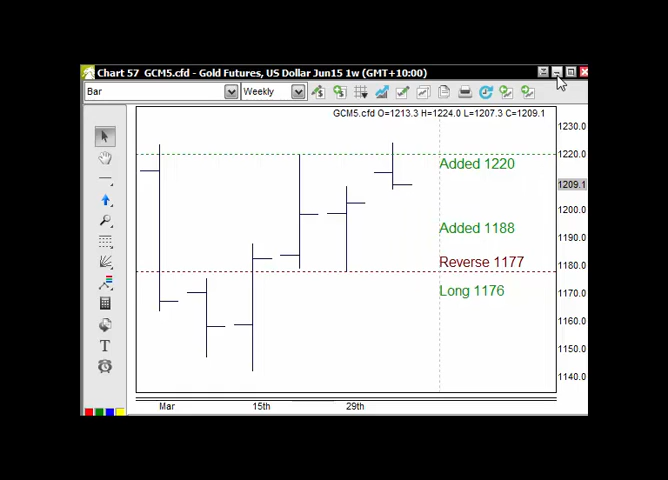 Chart 57 GCM5.cfd - Gold Futures, US Dollar Jun15 1w (GMT+10:00)
Bar
Weekly
GCM5.cfd O=1213.3 H=1224.0 L=1207.3 C=1209.1
1230.0
1220.0
Added 1220
1209.1
1200.0
Added 1188
1190.0
Reverse 1177
1180.0
Long 1176
1170.0
1160.0
1150.0
1140.0
T
Mar 15th 29th